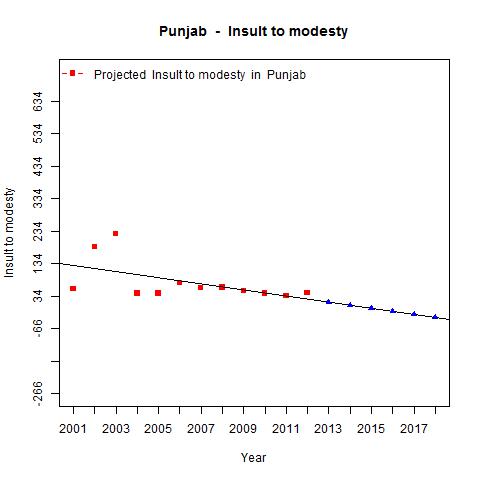 Punjab - Insult to modesty
Projected Insult to modesty in Punjab
Insult to modesty
634
534
434
334
234
134
34
-66
-266
2001 2003 2005 2007 2009 2011 2013 2015 2017
Year